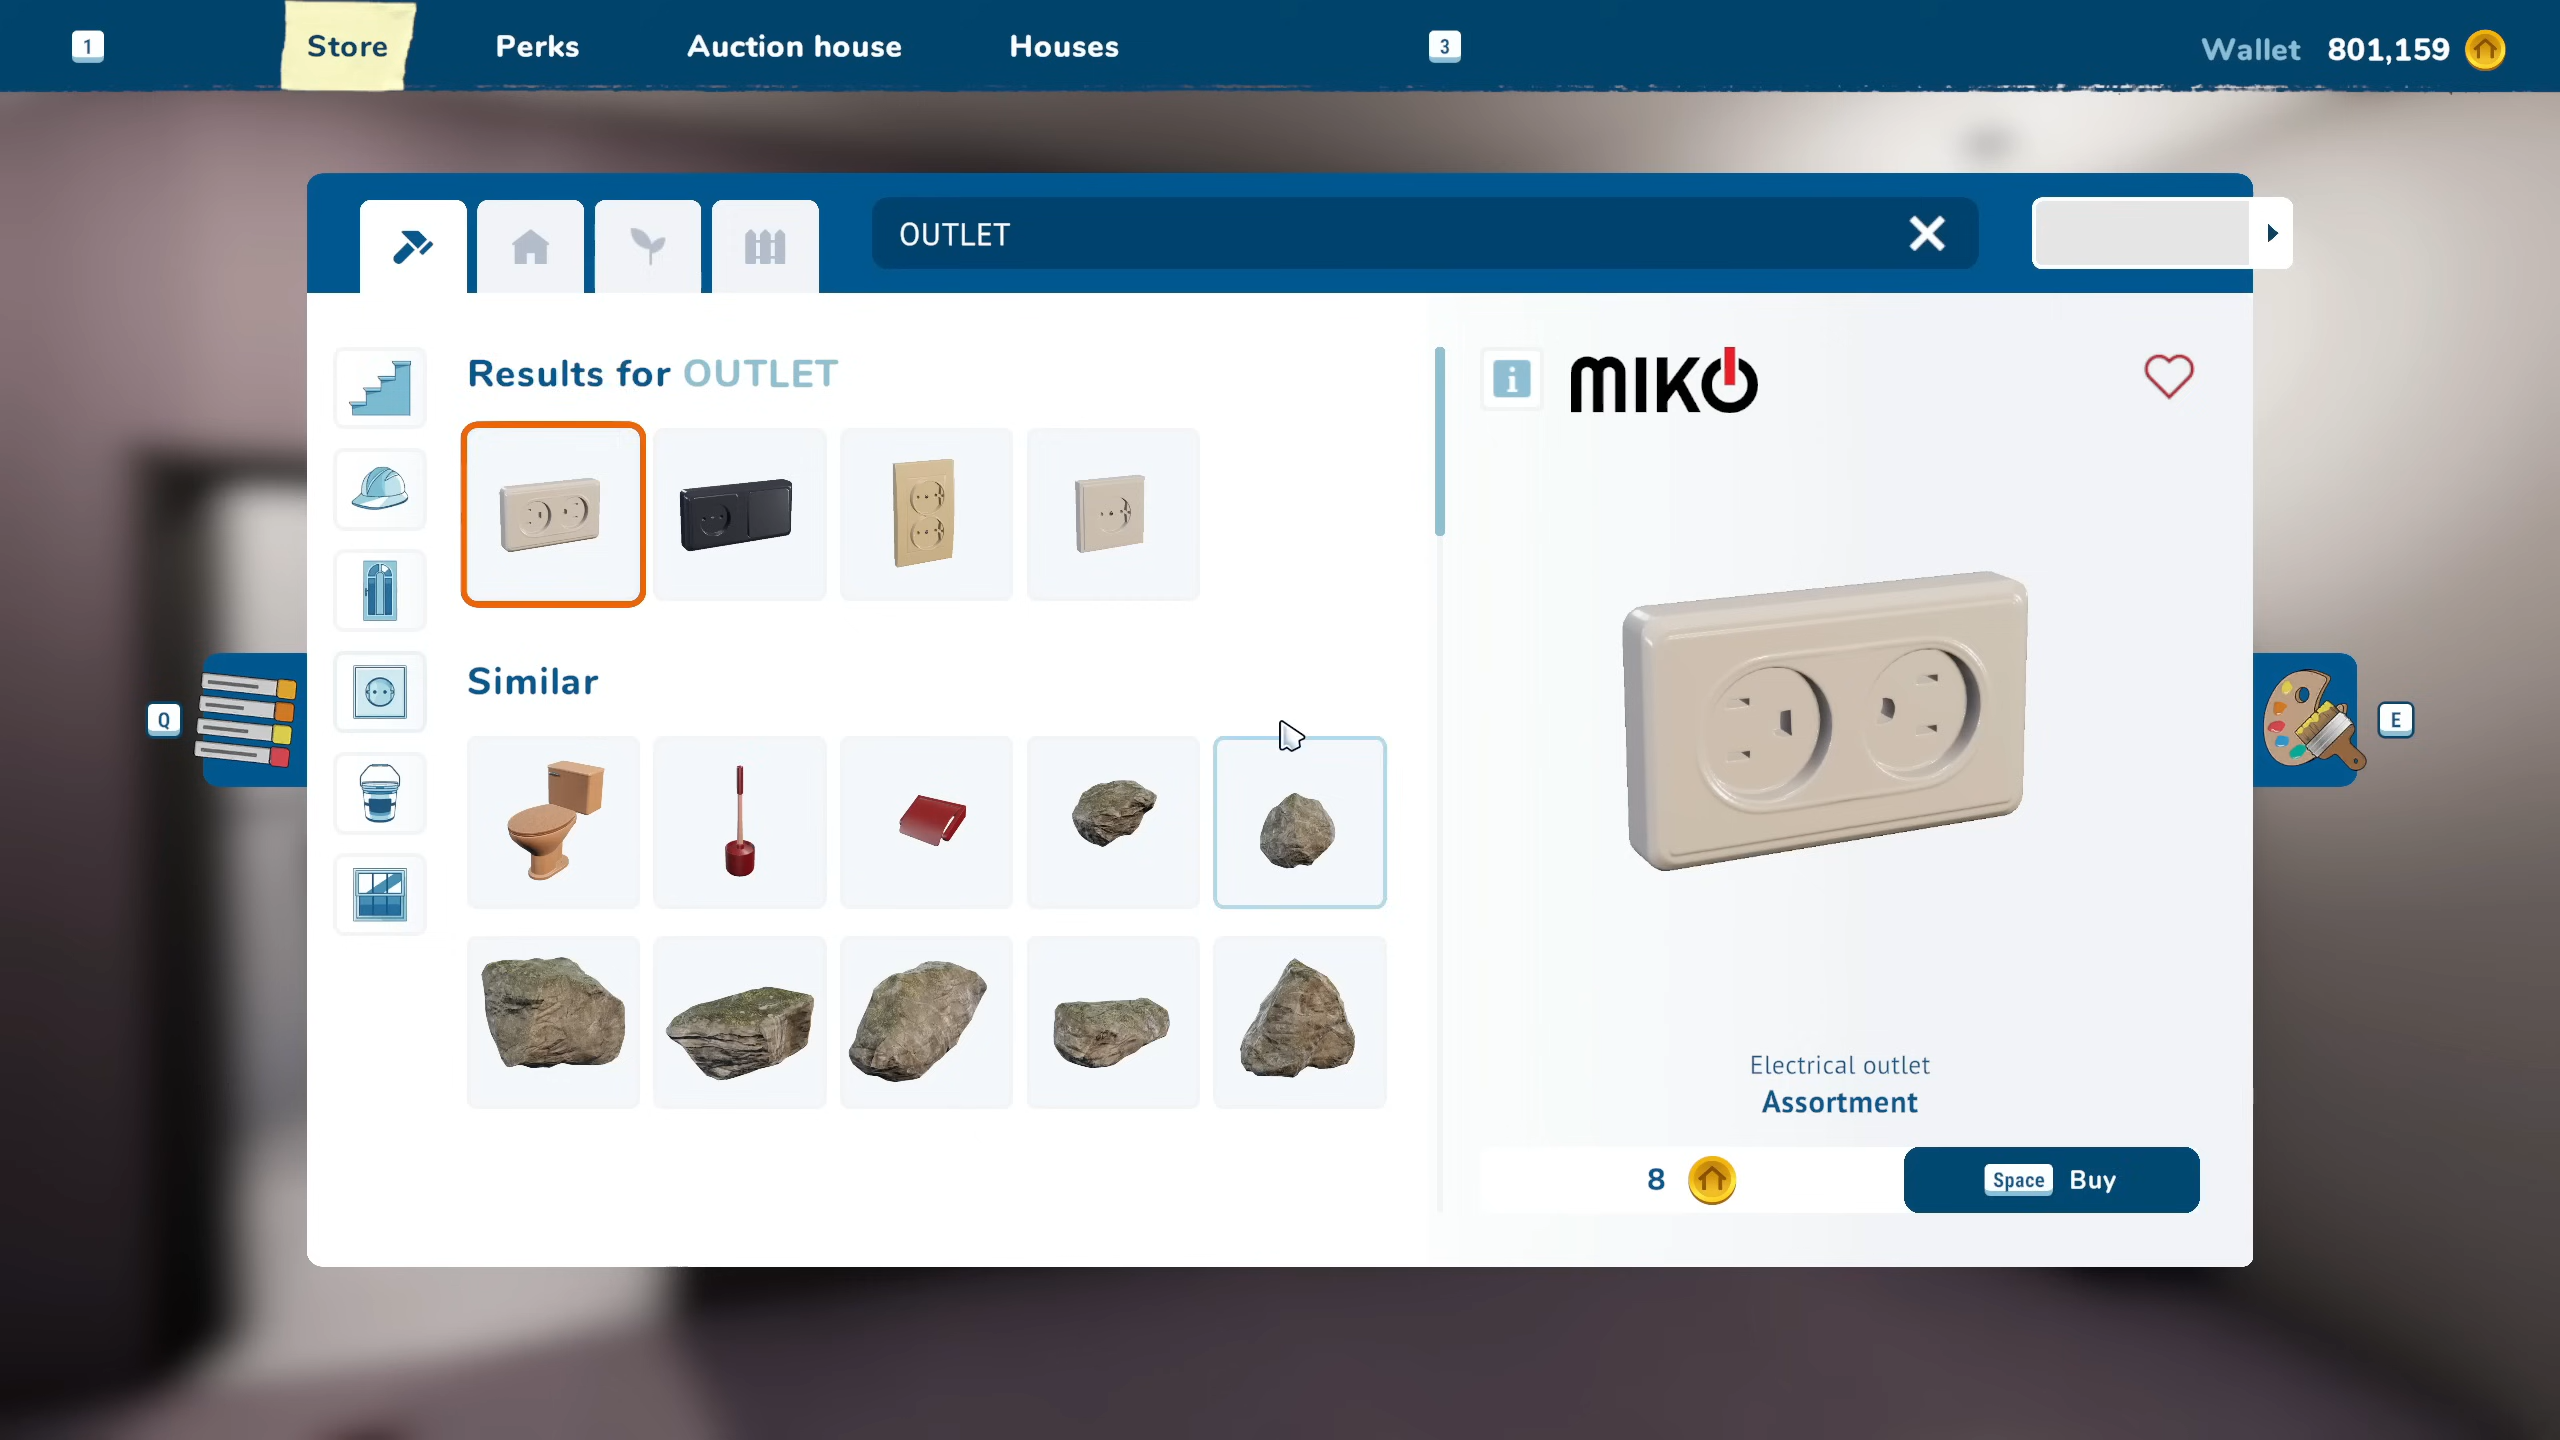 1
Store
Perks
Auction house
Houses
3
Wallet 801,159
OUTLET
Results for OUTLET
i
MIKO
Similar
Q
E
Electrical outlet
Assortment
8
Space Buy